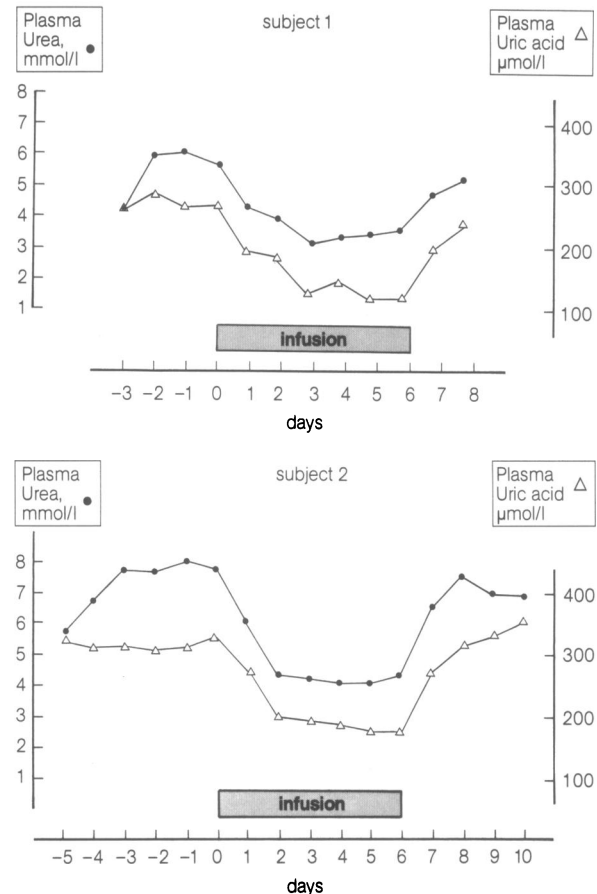 Plasma
Urea,
mmol/l
subject 1
Plasma
Uric acid
μmol/l
8
7
6
5
4
3
2
1
400
300
200
100
infusion
-3 -2 -1 0 1 2 3 4 5 6 7 8
days
Plasma
Urea,
mmol/l
subject 2
Plasma
Uric acid
μmol/l
8
7
6
5
4
3
2
1
400
300
200
100
infusion
-5 -4 -3 -2 -1 0 1 2 3 4 5 6 7 8 9 10
days